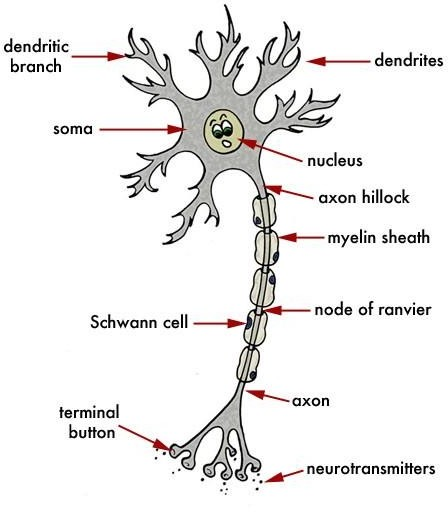 dendritic
branch
dendrites
soma
nucleus
axon hillock
myelin sheath
node of ranvier
Schwann cell
axon
terminal
button
neurotransmitters